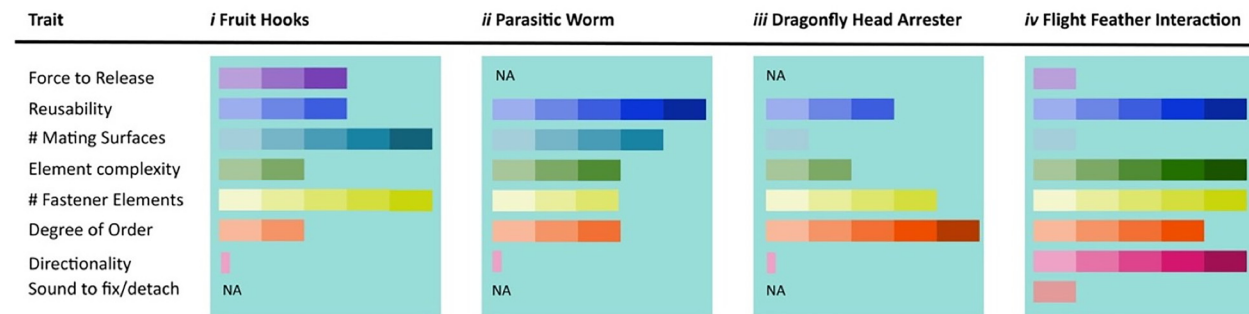 Trait i Fruit Hooks ii Parasitic Worm iii Dragonfly Head Arrester iv Flight Feather Interaction
Force to Release NA NA
Reusability
# Mating Surfaces
Element complexity
# Fastener Elements
Degree of Order
Directionality
Sound to fix/detach NA NA NA